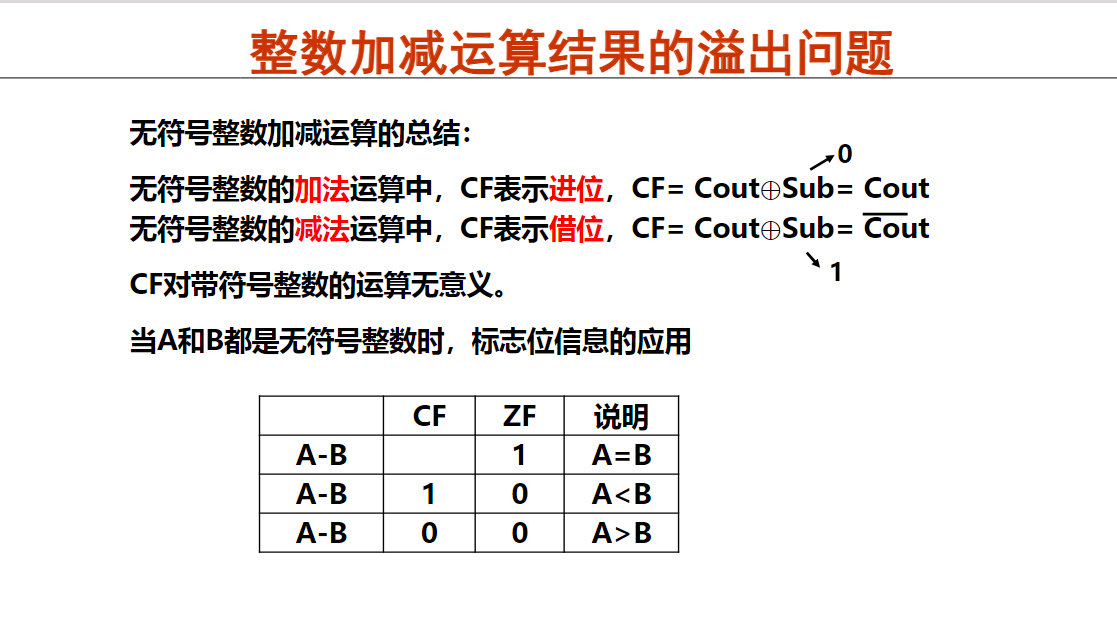 整数加减运算结果的溢出问题
无符号整数加减运算的总结：
0
无符号整数的加法运算中，CF表示进位，CF= Cout⊕Sub= Cout
无符号整数的减法运算中，CF表示借位，CF= Cout⊕Sub= C̅o̅u̅t̅
1
CF对带符号整数的运算无意义。
当A和B都是无符号整数时，标志位信息的应用
CF ZF 说明
A-B 1 A=B
A-B 1 0 A<B
A-B 0 0 A>B